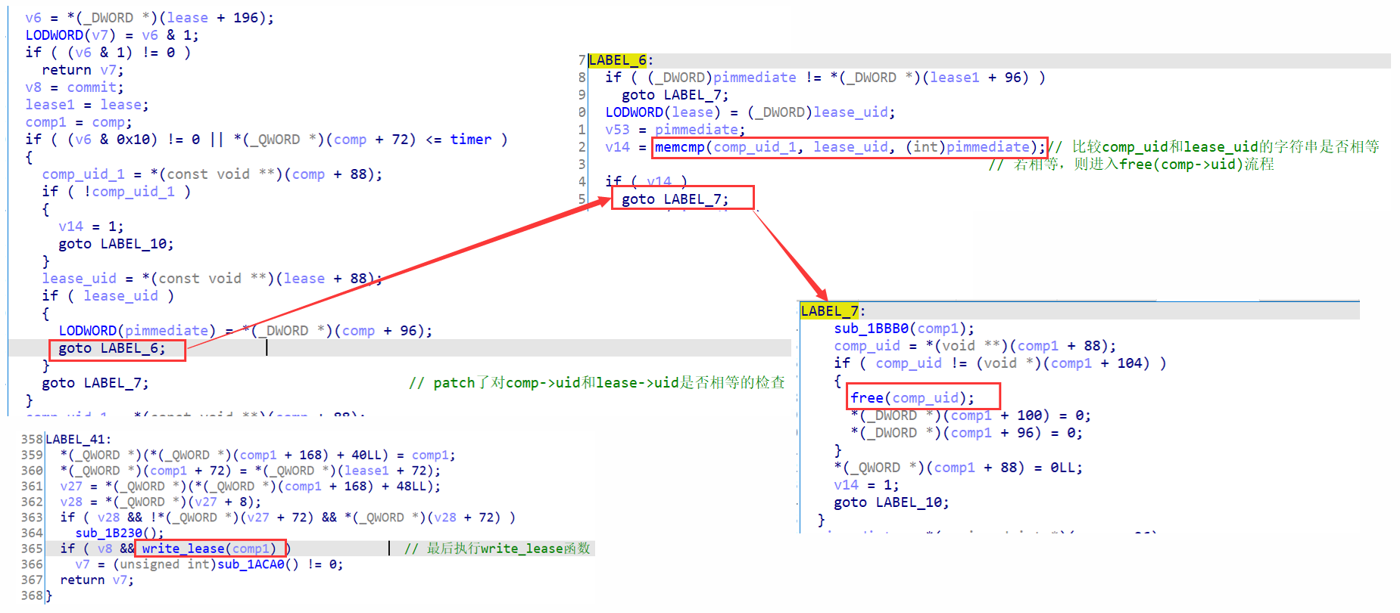 v6 = *(_DWORD *)(lease + 196);
LODWORD(v7) = v6 & 1;
if ( (v6 & 1) != 0 )
return v7;
v8 = commit;
lease1 = lease;
comp1 = comp;
if ( (v6 & 0x10) != 0 || *(_QWORD *)(comp + 72) <= timer )
{
comp_uid_1 = *(const void **)(comp + 88);
if ( !comp_uid_1 )
{
v14 = 1;
goto LABEL_10;
}
lease_uid = *(const void **)(lease + 88);
if ( lease_uid )
{
LODWORD(pimmediate) = *(_DWORD *)(comp + 96);
goto LABEL_6;
}
goto LABEL_7; // patch了对comp->uid和lease->uid是否相等的检查
}
7 LABEL_6:
8 if ( (_DWORD)pimmediate != *(_DWORD *)(lease1 + 96) )
9 goto LABEL_7;
0 LODWORD(lease) = (_DWORD)lease_uid;
1 v53 = pimmediate;
2 v14 = memcmp(comp_uid_1, lease_uid, (int)pimmediate); // 比较comp_uid和lease_uid的字符串是否相等
3 // 若相等，则进入free(comp->uid)流程
4 if ( v14 )
5 goto LABEL_7;
LABEL_7:
sub_1BBB0(comp1);
comp_uid = *(void **)(comp1 + 88);
if ( comp_uid != (void *)(comp1 + 104) )
{
free(comp_uid);
*(_DWORD *)(comp1 + 100) = 0;
*(_DWORD *)(comp1 + 96) = 0;
}
*(_QWORD *)(comp1 + 88) = 0LL;
v14 = 1;
goto LABEL_10;
}
358 LABEL_41:
359 *(_QWORD *)(*(_QWORD *)(comp1 + 168) + 40LL) = comp1;
360 *(_QWORD *)(comp1 + 72) = *(_QWORD *)(lease1 + 72);
361 v27 = *(_QWORD *)(*(_QWORD *)(comp1 + 168) + 48LL);
362 v28 = *(_QWORD *)(v27 + 8);
363 if ( v28 && !*(_QWORD *)(v27 + 72) && *(_QWORD *)(v28 + 72) )
364 sub_1B230();
365 if ( v8 && write_lease(comp1) ) // 最后执行write_lease函数
366 v7 = (unsigned int)sub_1ACA0() != 0;
367 return v7;
368 }